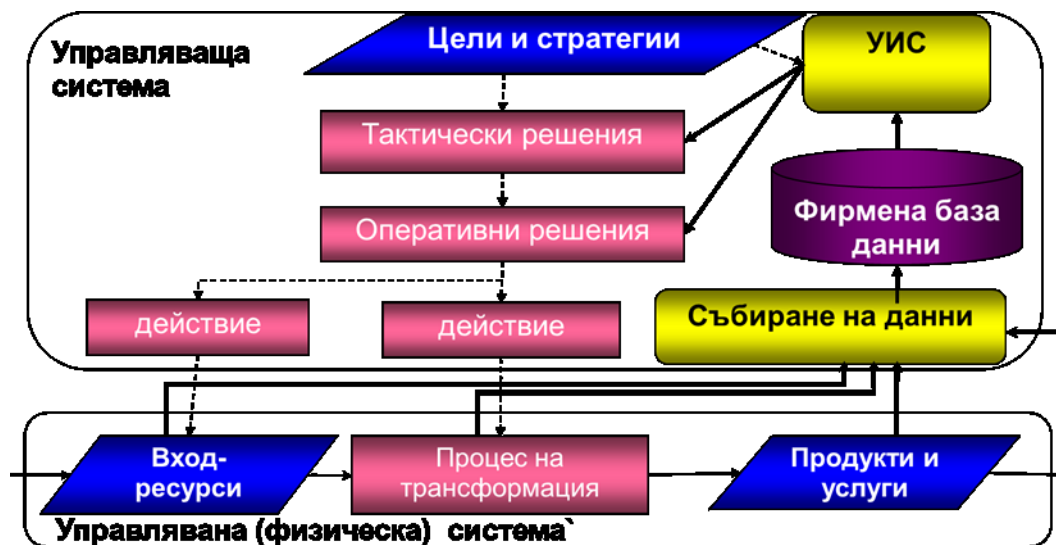 Управляваща
система
Цели и стратегии
УИС
Тактически решения
Оперативни решения
Фирмена база
данни
действие
действие
Събиране на данни
Вход-
ресурси
Процес на
трансформация
Продукти и
услуги
Управлявана (физическа) система`